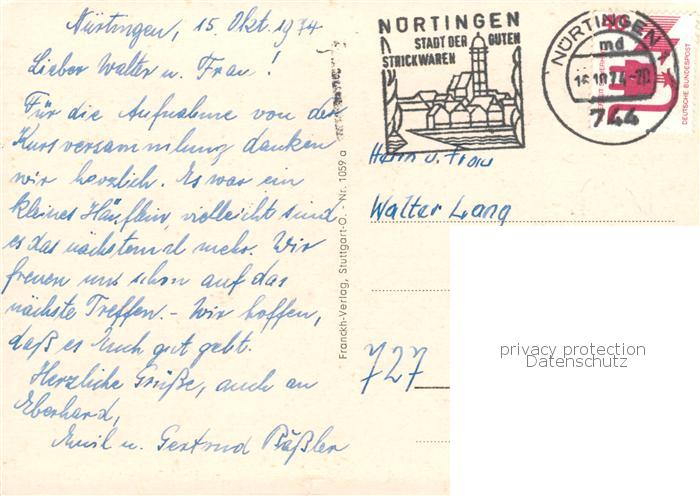 Nürtingen, 15. Okt. 1974
Lieber Walter u. Frau!
Für die Aufnahme von der
Kursversammlung danken
wir herzlich. Es war ein
kleines Häuflein, vielleicht sind
es das nächstemal mehr. Wir
freuen uns schon auf das
nächste Treffen. - Wir hoffen,
daß es Euch gut geht.
Herzliche Grüße, auch an
Eberhard,
Emil u. Gertrud Päßler
Franckh-Verlag, Stuttgart-O. · Nr. 1059 a
NÜRTINGEN
STADT DER GUTEN
STRICKWAREN
NÜRTINGEN
md
16.10.74-20
744
DEUTSCHE BUNDESPOST
Herrn u. Frau
Walter Lang
727
privacy protection
Datenschutz